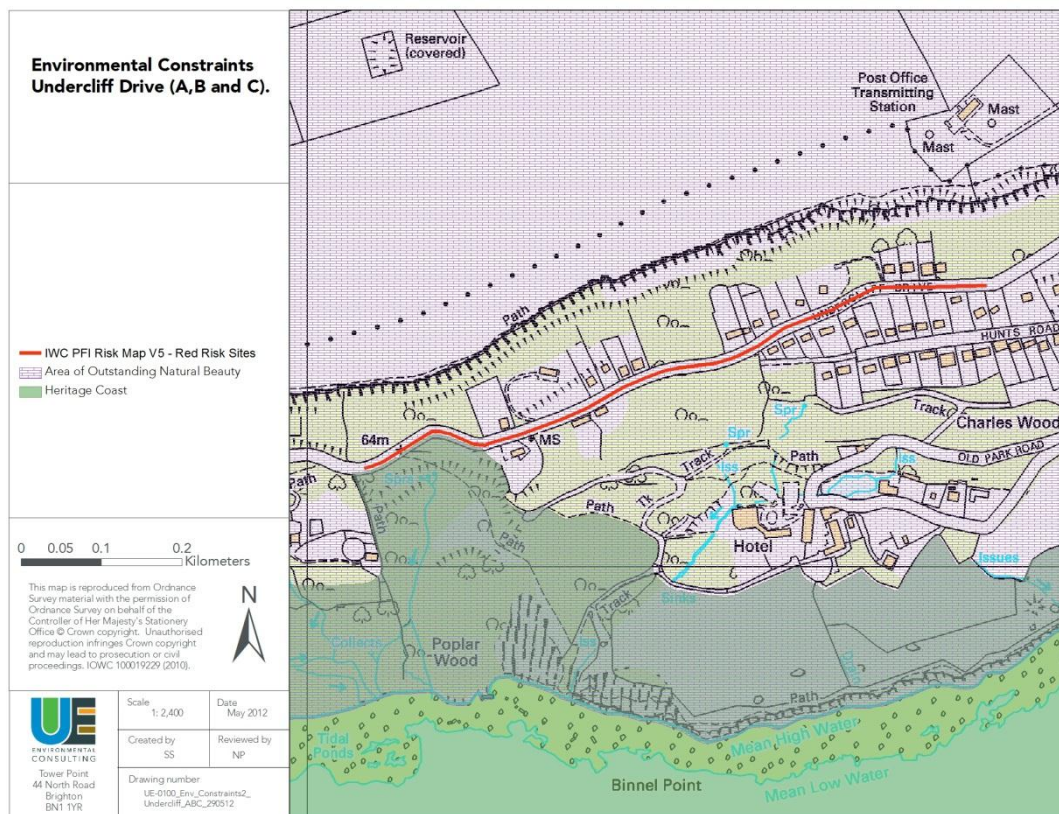 Environmental Constraints
Undercliff Drive (A,B and C).
IWC PFI Risk Map V5 - Red Risk Sites
Area of Outstanding Natural Beauty
Heritage Coast
0 0.05 0.1 0.2
Kilometers
This map is reproduced from Ordnance
Survey material with the permission of
Ordnance Survey on behalf of the
Controller of Her Majesty's Stationery
Office © Crown copyright. Unauthorised
reproduction infringes Crown copyright
and may lead to prosecution or civil
proceedings. IOWC 100019229 (2010).
N
UE
ENVIRONMENTAL
CONSULTING
Tower Point
44 North Road
Brighton
BN1 1YR
Scale
1: 2,400
Date
May 2012
Created by
SS
Reviewed by
NP
Drawing number
UE-0100_Env_Constraints2_
Undercliff_ABC_290512
Reservoir
(covered)
Post Office
Transmitting
Station
Mast
Mast
Path
UNDERCLIFF DRIVE
HUNTS ROAD
64m
MS
Spr
Track
Charles Wood
Spr
Track
Iss
Path
Iss
OLD PARK ROAD
Path
Path
Tk
Path
Path
Hotel
Issues
Sinks
Track
Collects
Poplar
Wood
Iss
Drain
Path
Tidal
Ponds
Mean High Water
Binnel Point
Mean Low Water